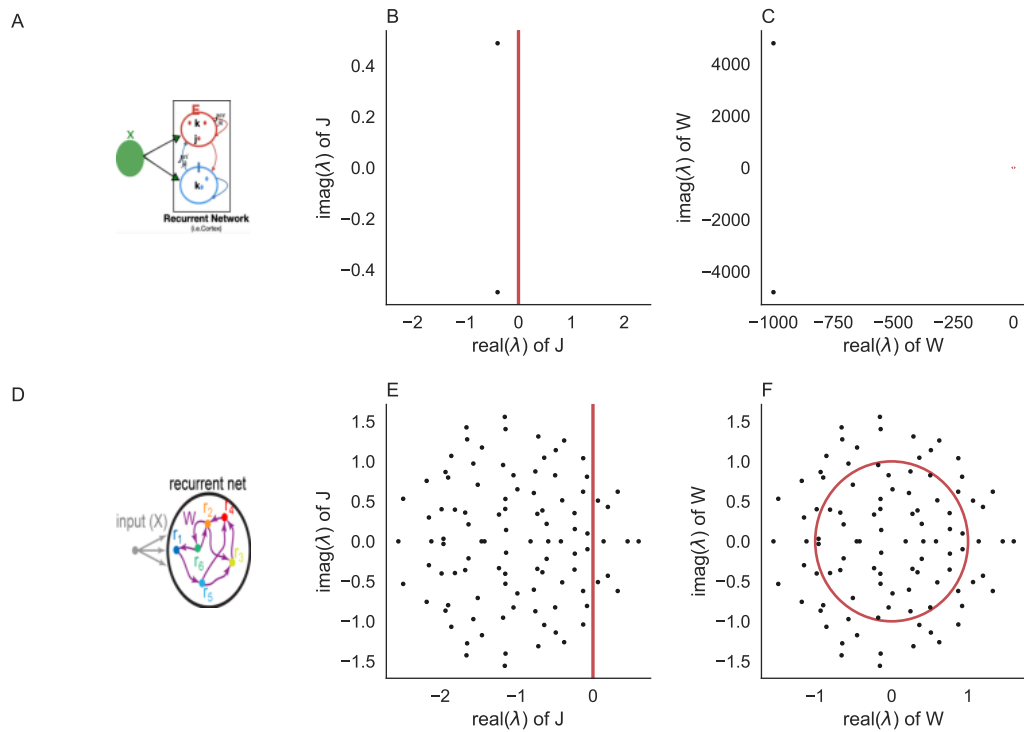 A
X
E
k
j
I
k
Recurrent Network
(i.e.Cortex)
B
0.4
0.2
0.0
−0.2
−0.4
imag(λ) of J
−2 −1 0 1 2
real(λ) of J
C
4000
2000
0
−2000
−4000
imag(λ) of W
−1000 −750 −500 −250 0
real(λ) of W
D
recurrent net
input (X)
W
r1
r2
r4
r3
r6
r5
E
1.5
1.0
0.5
0.0
−0.5
−1.0
−1.5
imag(λ) of J
−2 −1 0
real(λ) of J
F
1.5
1.0
0.5
0.0
−0.5
−1.0
−1.5
imag(λ) of W
−1 0 1
real(λ) of W